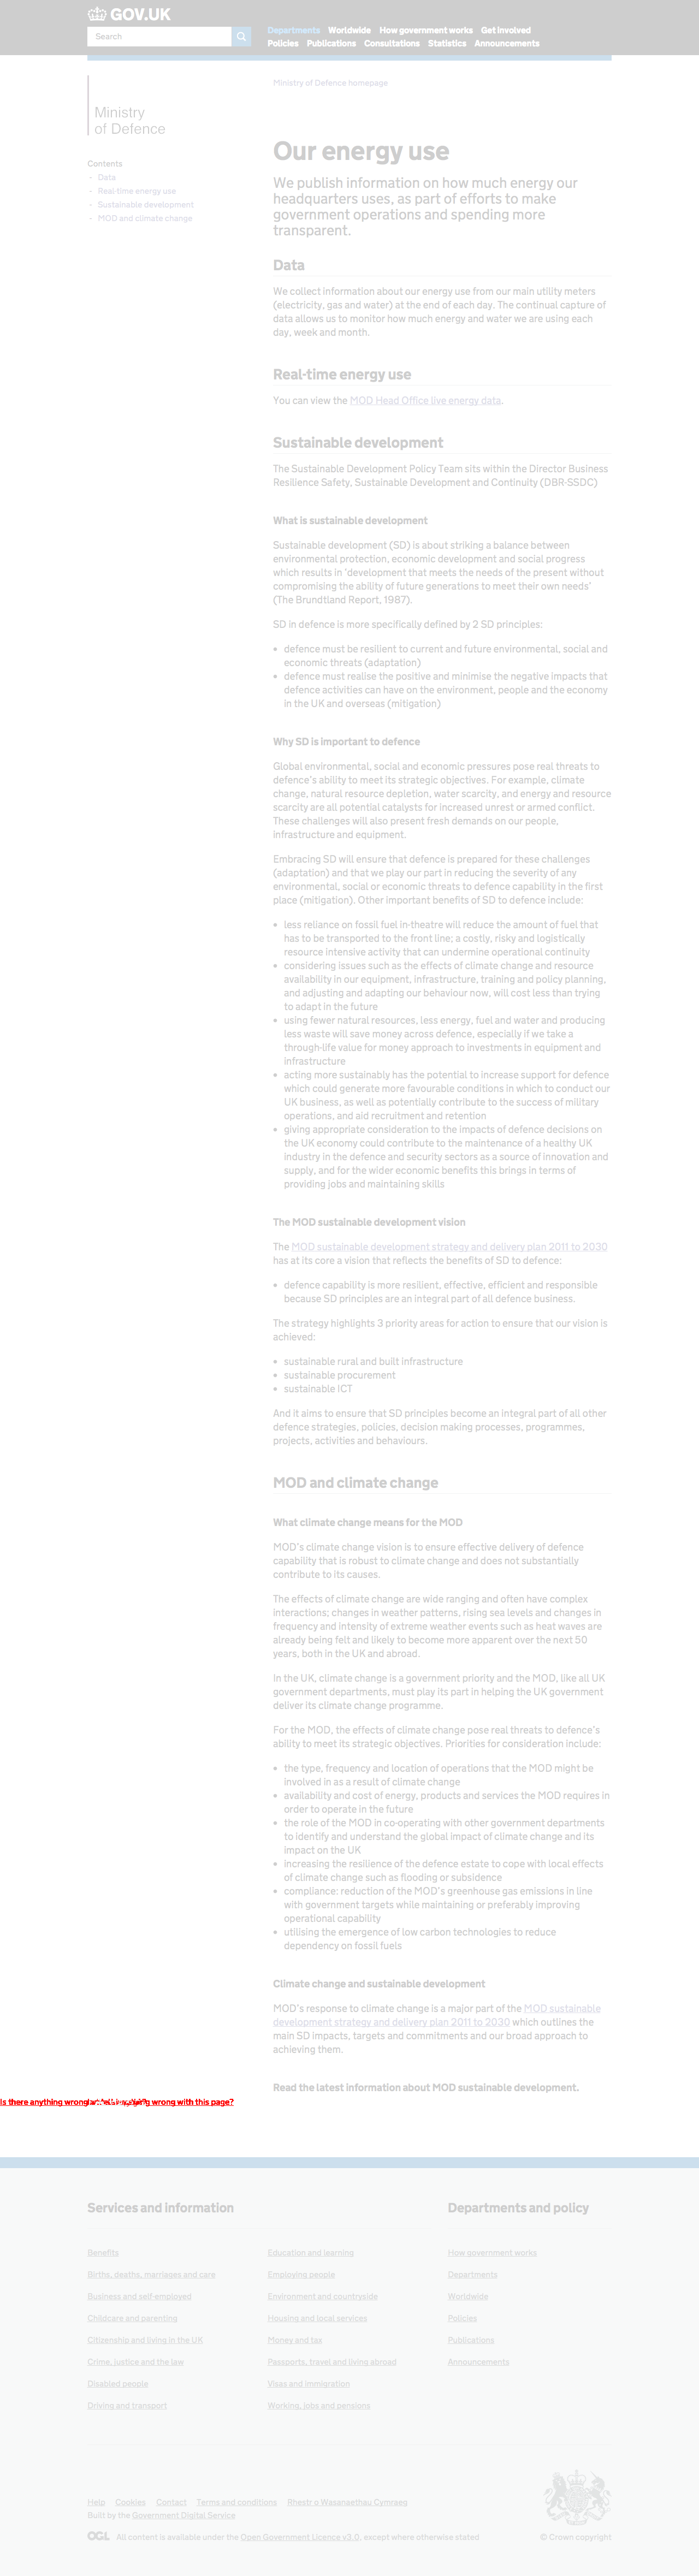 GOV.UK
Search
Departments Worldwide How government works Get involved
Policies Publications Consultations Statistics Announcements
Ministry of Defence homepage
Ministry
of Defence
Contents
- Data
- Real-time energy use
- Sustainable development
- MOD and climate change
Our energy use
We publish information on how much energy our
headquarters uses, as part of efforts to make
government operations and spending more
transparent.
Data
We collect information about our energy use from our main utility meters
(electricity, gas and water) at the end of each day. The continual capture of
data allows us to monitor how much energy and water we are using each
day, week and month.
Real-time energy use
You can view the MOD Head Office live energy data.
Sustainable development
The Sustainable Development Policy Team sits within the Director Business
Resilience Safety, Sustainable Development and Continuity (DBR-SSDC)
What is sustainable development
Sustainable development (SD) is about striking a balance between
environmental protection, economic development and social progress
which results in ‘development that meets the needs of the present without
compromising the ability of future generations to meet their own needs’
(The Brundtland Report, 1987).
SD in defence is more specifically defined by 2 SD principles:
• defence must be resilient to current and future environmental, social and
economic threats (adaptation)
• defence must realise the positive and minimise the negative impacts that
defence activities can have on the environment, people and the economy
in the UK and overseas (mitigation)
Why SD is important to defence
Global environmental, social and economic pressures pose real threats to
defence’s ability to meet its strategic objectives. For example, climate
change, natural resource depletion, water scarcity, and energy and resource
scarcity are all potential catalysts for increased unrest or armed conflict.
These challenges will also present fresh demands on our people,
infrastructure and equipment.
Embracing SD will ensure that defence is prepared for these challenges
(adaptation) and that we play our part in reducing the severity of any
environmental, social or economic threats to defence capability in the first
place (mitigation). Other important benefits of SD to defence include:
• less reliance on fossil fuel in-theatre will reduce the amount of fuel that
has to be transported to the front line; a costly, risky and logistically
resource intensive activity that can undermine operational continuity
• considering issues such as the effects of climate change and resource
availability in our equipment, infrastructure, training and policy planning,
and adjusting and adapting our behaviour now, will cost less than trying
to adapt in the future
• using fewer natural resources, less energy, fuel and water and producing
less waste will save money across defence, especially if we take a
through-life value for money approach to investments in equipment and
infrastructure
• acting more sustainably has the potential to increase support for defence
which could generate more favourable conditions in which to conduct our
UK business, as well as potentially contribute to the success of military
operations, and aid recruitment and retention
• giving appropriate consideration to the impacts of defence decisions on
the UK economy could contribute to the maintenance of a healthy UK
industry in the defence and security sectors as a source of innovation and
supply, and for the wider economic benefits this brings in terms of
providing jobs and maintaining skills
The MOD sustainable development vision
The MOD sustainable development strategy and delivery plan 2011 to 2030
has at its core a vision that reflects the benefits of SD to defence:
• defence capability is more resilient, effective, efficient and responsible
because SD principles are an integral part of all defence business.
The strategy highlights 3 priority areas for action to ensure that our vision is
achieved:
• sustainable rural and built infrastructure
• sustainable procurement
• sustainable ICT
And it aims to ensure that SD principles become an integral part of all other
defence strategies, policies, decision making processes, programmes,
projects, activities and behaviours.
MOD and climate change
What climate change means for the MOD
MOD’s climate change vision is to ensure effective delivery of defence
capability that is robust to climate change and does not substantially
contribute to its causes.
The effects of climate change are wide ranging and often have complex
interactions; changes in weather patterns, rising sea levels and changes in
frequency and intensity of extreme weather events such as heat waves are
already being felt and likely to become more apparent over the next 50
years, both in the UK and abroad.
In the UK, climate change is a government priority and the MOD, like all UK
government departments, must play its part in helping the UK government
deliver its climate change programme.
For the MOD, the effects of climate change pose real threats to defence’s
ability to meet its strategic objectives. Priorities for consideration include:
• the type, frequency and location of operations that the MOD might be
involved in as a result of climate change
• availability and cost of energy, products and services the MOD requires in
order to operate in the future
• the role of the MOD in co-operating with other government departments
to identify and understand the global impact of climate change and its
impact on the UK
• increasing the resilience of the defence estate to cope with local effects
of climate change such as flooding or subsidence
• compliance: reduction of the MOD’s greenhouse gas emissions in line
with government targets while maintaining or preferably improving
operational capability
• utilising the emergence of low carbon technologies to reduce
dependency on fossil fuels
Climate change and sustainable development
MOD’s response to climate change is a major part of the MOD sustainable
development strategy and delivery plan 2011 to 2030 which outlines the
main SD impacts, targets and commitments and our broad approach to
achieving them.
Read the latest information about MOD sustainable development.
Is there anything wrong wrong with this page?
Services and information
Departments and policy
Benefits
Education and learning
How government works
Births, deaths, marriages and care
Employing people
Departments
Business and self-employed
Environment and countryside
Worldwide
Childcare and parenting
Housing and local services
Policies
Citizenship and living in the UK
Money and tax
Publications
Crime, justice and the law
Passports, travel and living abroad
Announcements
Disabled people
Visas and immigration
Driving and transport
Working, jobs and pensions
Help Cookies Contact Terms and conditions Rhestr o Wasanaethau Cymraeg
Built by the Government Digital Service
OGL All content is available under the Open Government Licence v3.0, except where otherwise stated
© Crown copyright